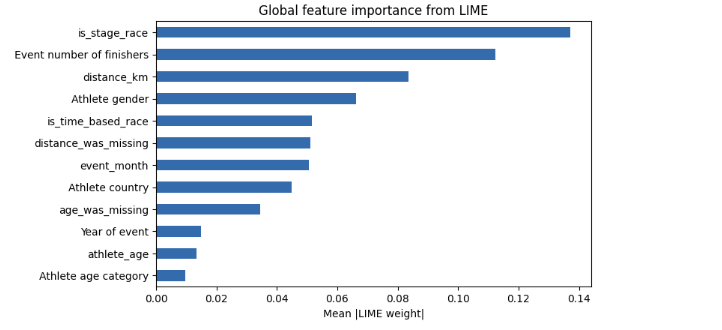 Global feature importance from LIME
is_stage_race
Event number of finishers
distance_km
Athlete gender
is_time_based_race
distance_was_missing
event_month
Athlete country
age_was_missing
Year of event
athlete_age
Athlete age category
0.00 0.02 0.04 0.06 0.08 0.10 0.12 0.14
Mean |LIME weight|